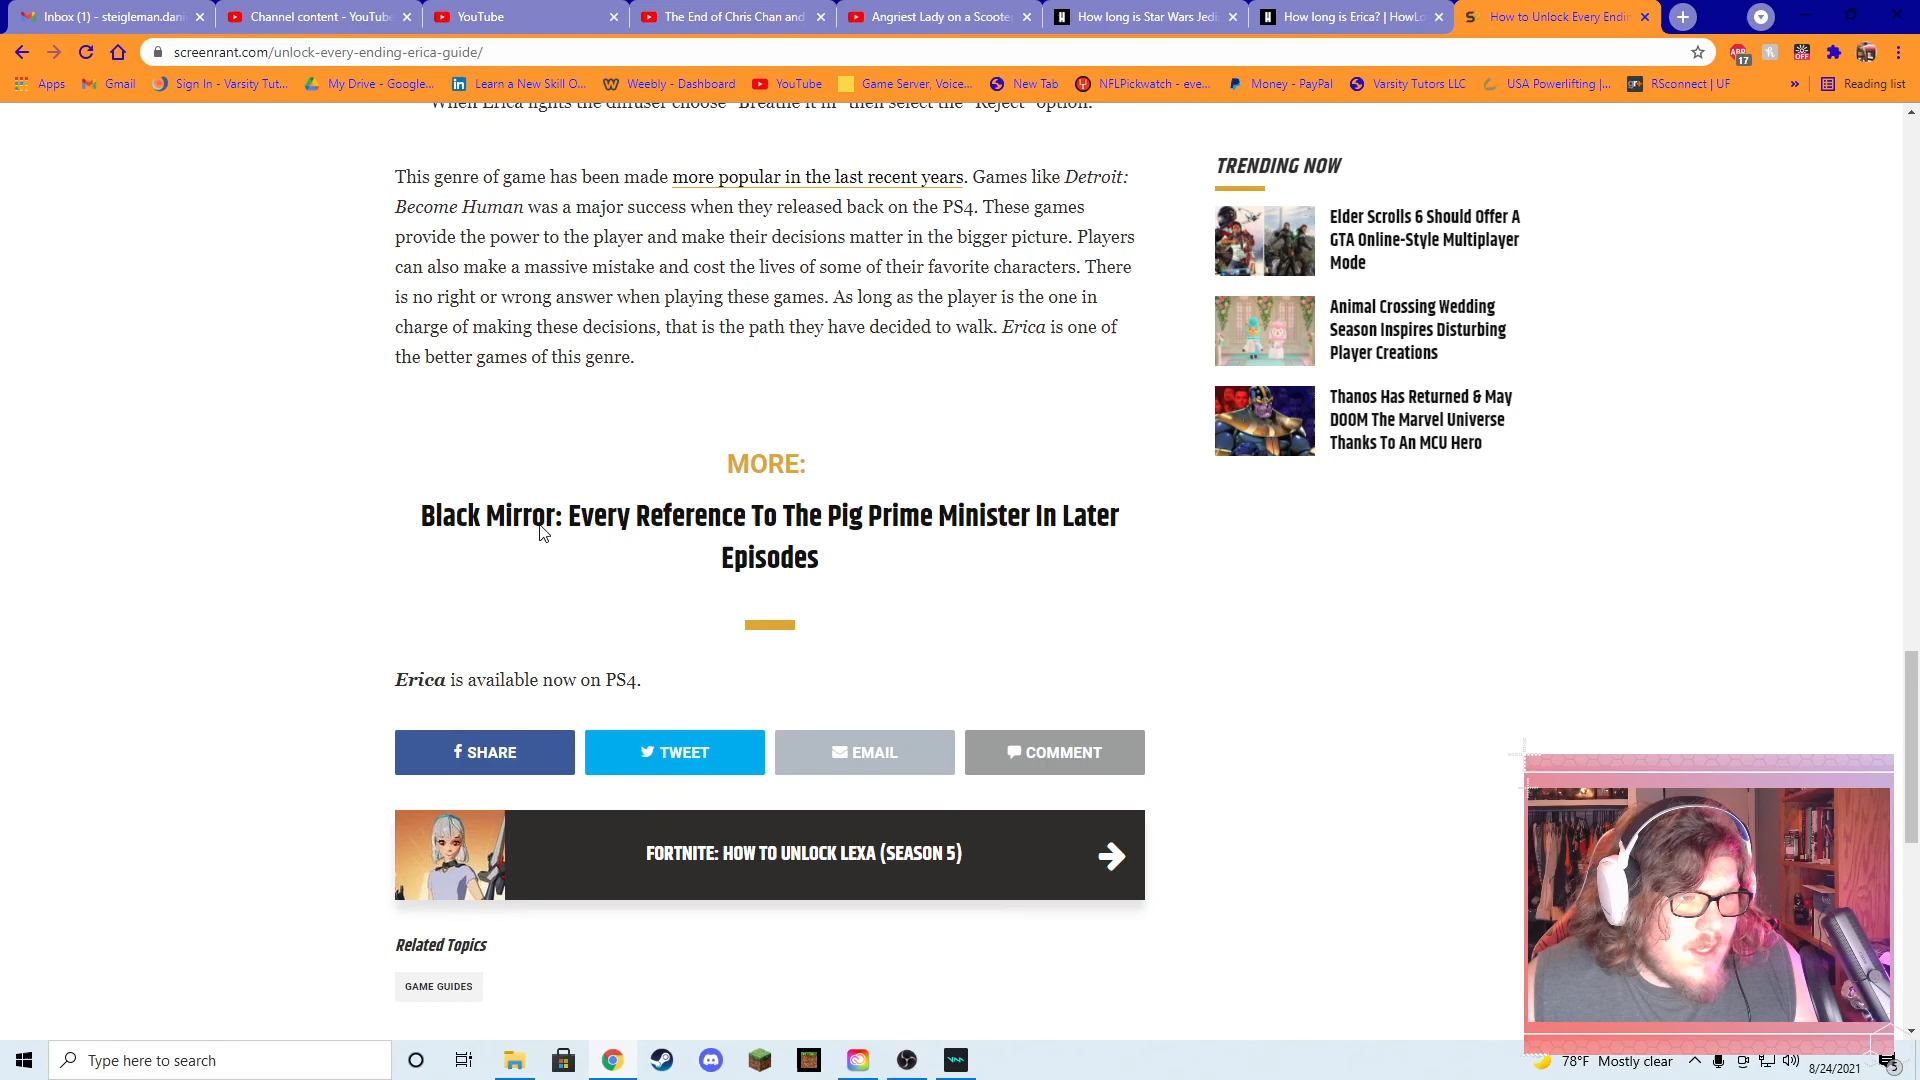 Inbox (1) - steigleman.dani
Channel content - YouTube
YouTube
The End of Chris Chan and
Angriest Lady on a Scoote
How long is Star Wars Jedi
How long is Erica? | HowLo
How to Unlock Every Endin
screenrant.com/unlock-every-ending-erica-guide/
17
Apps
Gmail
Sign In - Varsity Tut...
My Drive - Google...
Learn a New Skill O...
Weebly - Dashboard
YouTube
Game Server, Voice...
New Tab
NFLPickwatch - eve...
Money - PayPal
Varsity Tutors LLC
USA Powerlifting |...
RSconnect | UF
»
Reading list
When Erica lights the diffuser choose "Breathe it in" then select the "Reject" option.
This genre of game has been made more popular in the last recent years. Games like Detroit:
Become Human was a major success when they released back on the PS4. These games
provide the power to the player and make their decisions matter in the bigger picture. Players
can also make a massive mistake and cost the lives of some of their favorite characters. There
is no right or wrong answer when playing these games. As long as the player is the one in
charge of making these decisions, that is the path they have decided to walk. Erica is one of
the better games of this genre.
MORE:
Black Mirror: Every Reference To The Pig Prime Minister In Later
Episodes
Erica is available now on PS4.
SHARE
TWEET
EMAIL
COMMENT
FORTNITE: HOW TO UNLOCK LEXA (SEASON 5)
Related Topics
GAME GUIDES
TRENDING NOW
Elder Scrolls 6 Should Offer A
GTA Online-Style Multiplayer
Mode
Animal Crossing Wedding
Season Inspires Disturbing
Player Creations
Thanos Has Returned & May
DOOM The Marvel Universe
Thanks To An MCU Hero
Type here to search
78°F Mostly clear
8/24/2021
5